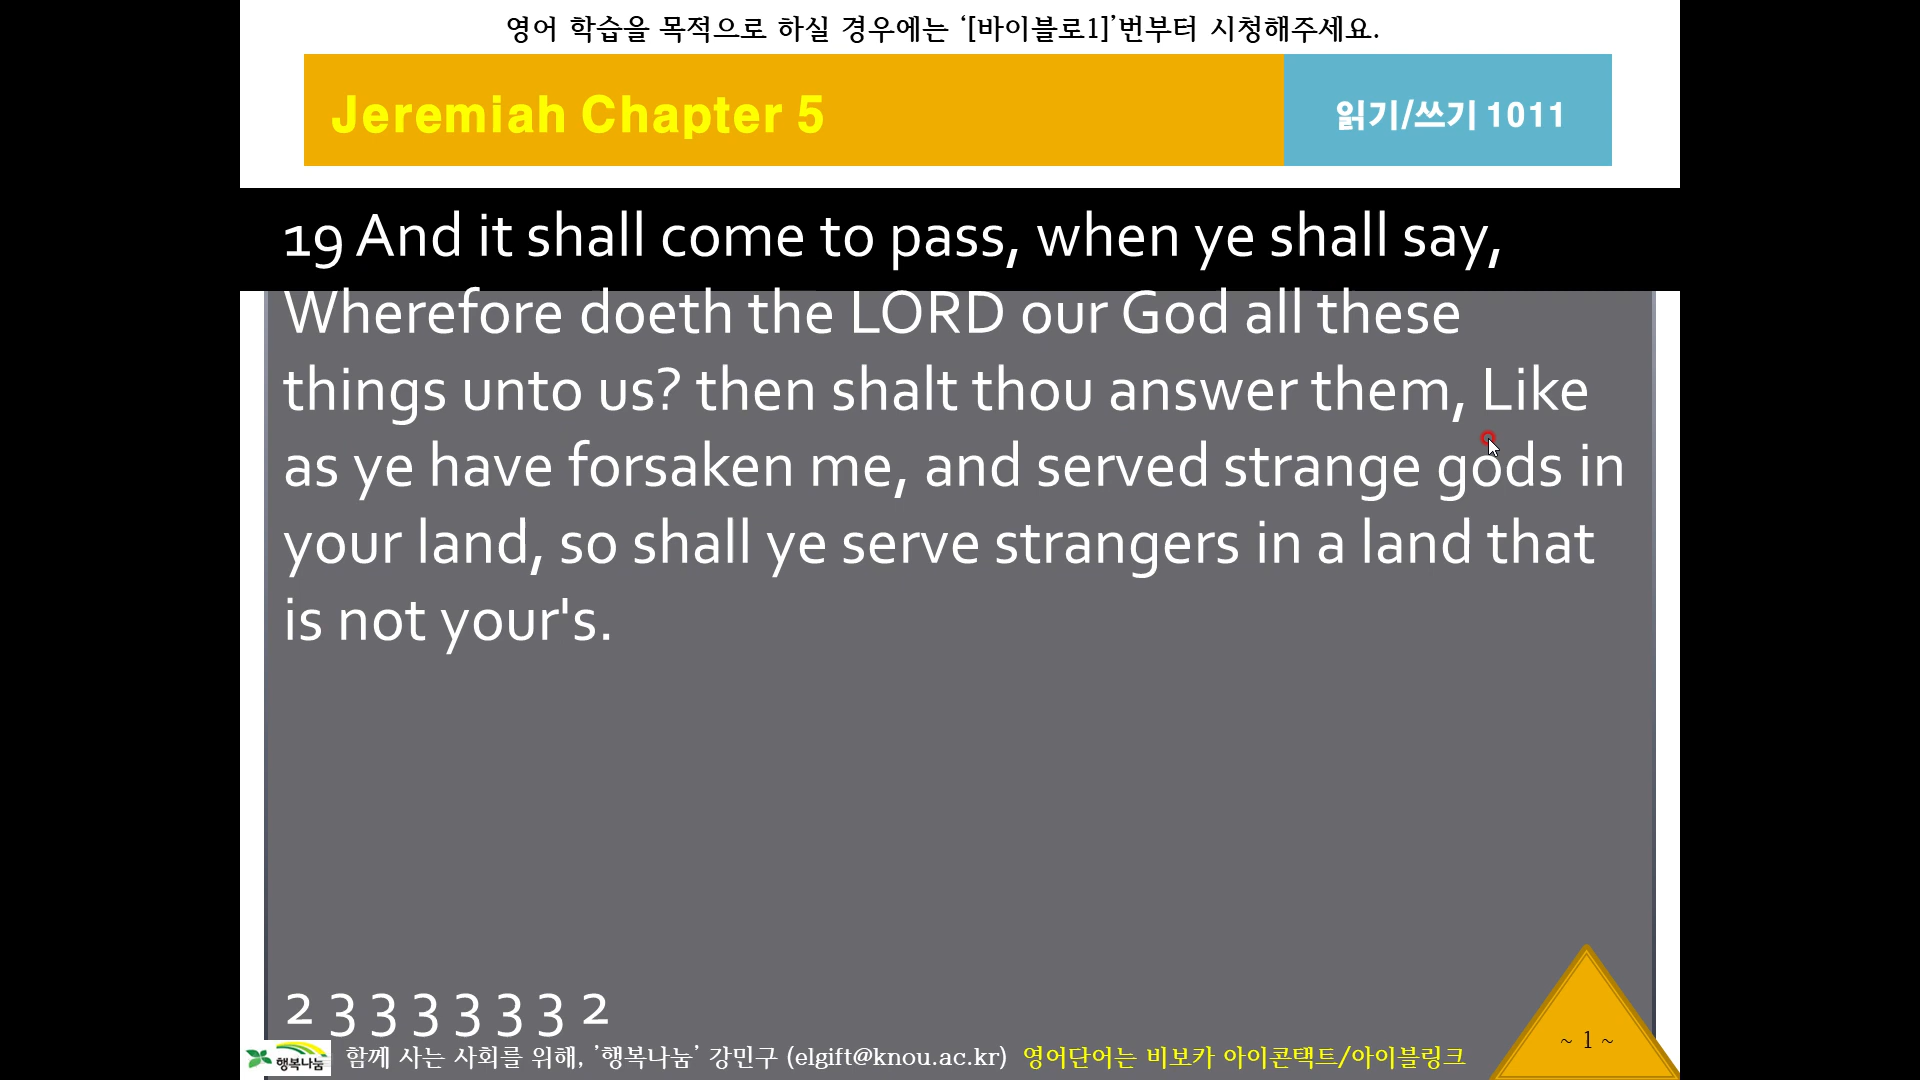 영어 학습을 목적으로 하실 경우에는 ‘[바이블로1]’번부터 시청해주세요.
Jeremiah Chapter 5
읽기/쓰기 1011
19 And it shall come to pass, when ye shall say,
Wherefore doeth the LORD our God all these
things unto us? then shalt thou answer them, Like
as ye have forsaken me, and served strange gods in
your land, so shall ye serve strangers in a land that
is not your's.
2 3 3 3 3 3 3 2
행복나눔 함께 사는 사회를 위해, ’행복나눔’ 강민구 (elgift@knou.ac.kr) 영어단어는 비보카 아이콘택트/아이블링크
~ 1 ~